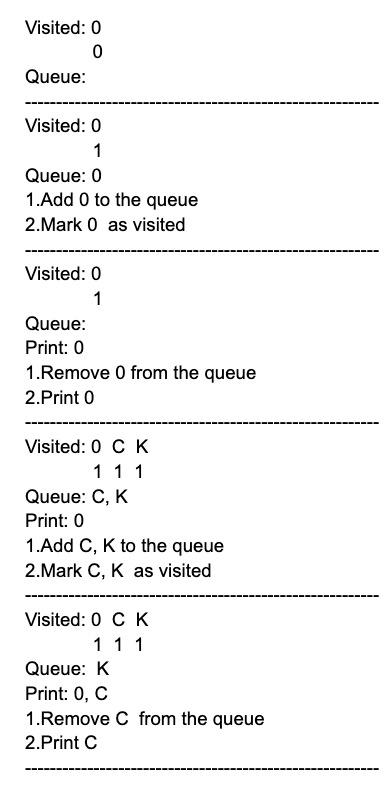 Visited: 0
0
Queue:
----------------------------------------------------------
Visited: 0
1
Queue: 0
1.Add 0 to the queue
2.Mark 0  as visited
----------------------------------------------------------
Visited: 0
1
Queue:
Print: 0
1.Remove 0 from the queue
2.Print 0
----------------------------------------------------------
Visited: 0  C  K
1  1  1
Queue: C, K
Print: 0
1.Add C, K to the queue
2.Mark C, K  as visited
----------------------------------------------------------
Visited: 0  C  K
1  1  1
Queue:  K
Print: 0, C
1.Remove C  from the queue
2.Print C
----------------------------------------------------------